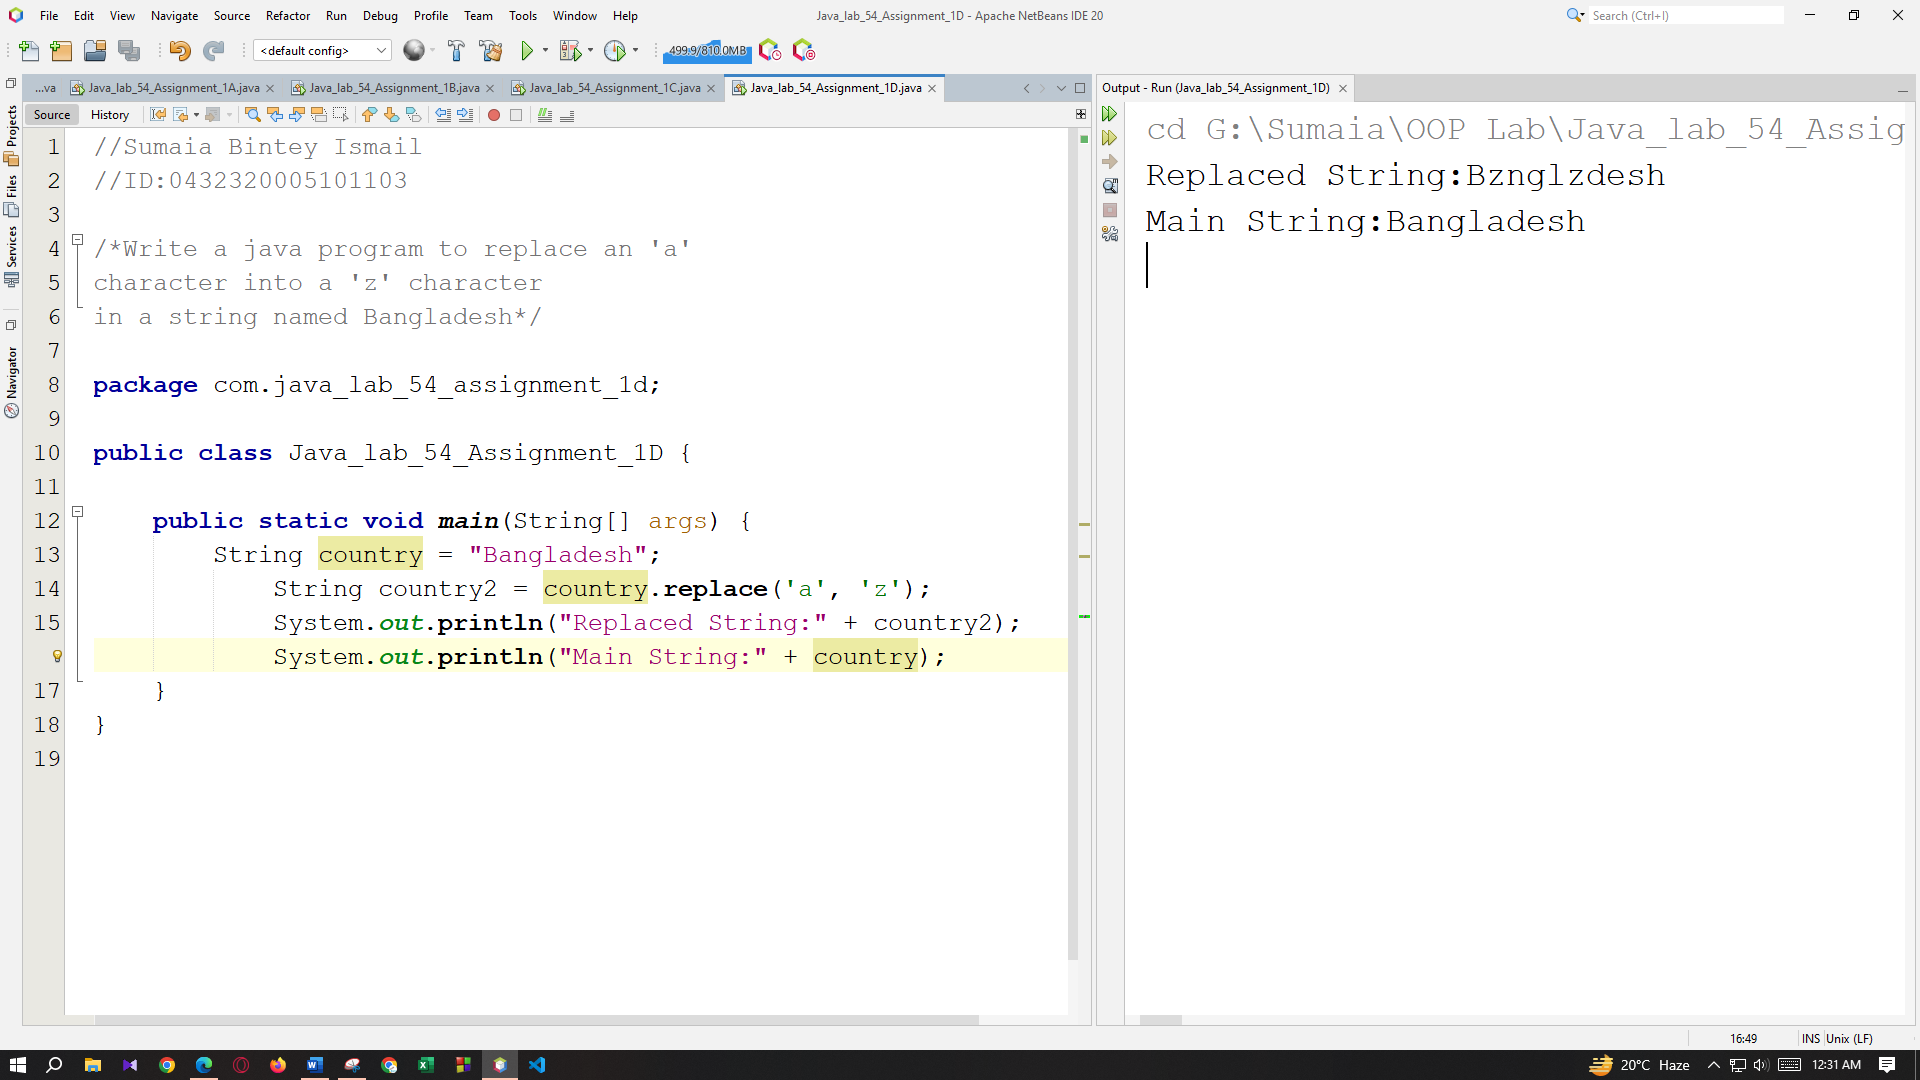 File Edit View Navigate Source Refactor Run Debug Profile Team Tools Window Help
Java_lab_54_Assignment_1D - Apache NetBeans IDE 20
Search (Ctrl+I)
<default config>
499.9/810.0MB
...va Java_lab_54_Assignment_1A.java Java_lab_54_Assignment_1B.java Java_lab_54_Assignment_1C.java Java_lab_54_Assignment_1D.java
Source History
Projects
Files
Services
Navigator
1 //Sumaia Bintey Ismail
2 //ID:0432320005101103
3
4 /*Write a java program to replace an 'a'
5 character into a 'z' character
6 in a string named Bangladesh*/
7
8 package com.java_lab_54_assignment_1d;
9
10 public class Java_lab_54_Assignment_1D {
11
12 public static void main(String[] args) {
13 String country = "Bangladesh";
14 String country2 = country.replace('a', 'z');
15 System.out.println("Replaced String:" + country2);
System.out.println("Main String:" + country);
17 }
18 }
19
Output - Run (Java_lab_54_Assignment_1D)
cd G:\Sumaia\OOP Lab\Java_lab_54_Assig
Replaced String:Bznglzdesh
Main String:Bangladesh
16:49 INS Unix (LF)
20°C Haze 12:31 AM